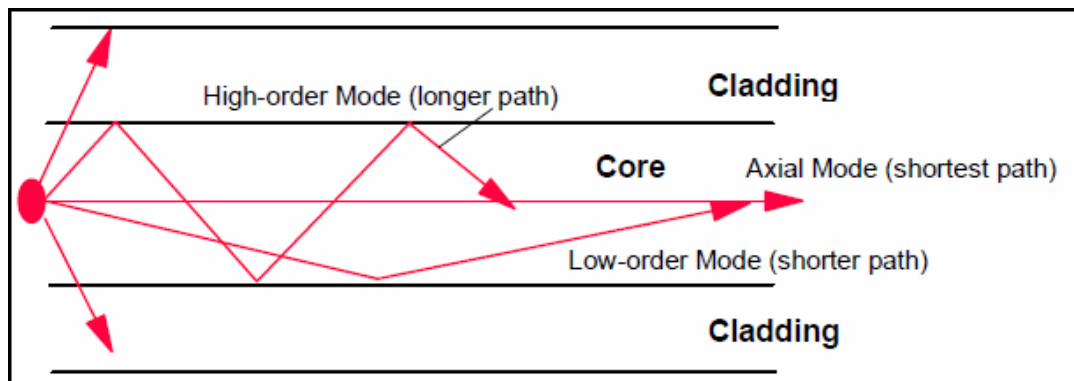 Cladding
High-order Mode (longer path)
Core
Axial Mode (shortest path)
Low-order Mode (shorter path)
Cladding